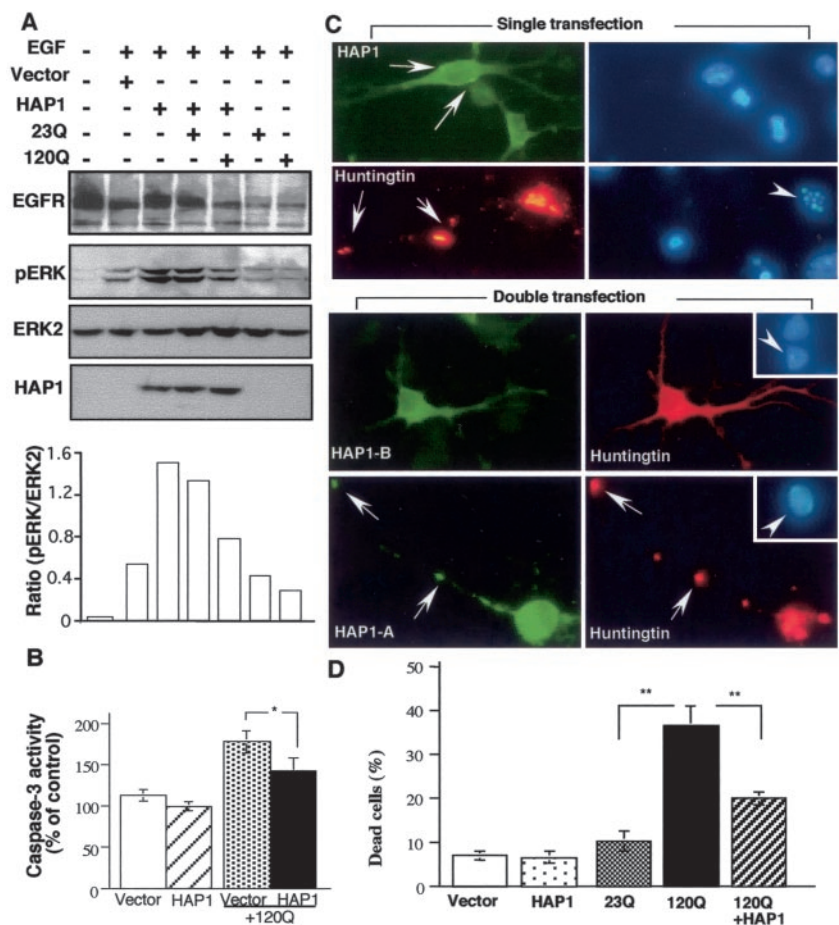 A
EGF - + + + + + +
Vector - + - - - - -
HAP1 - - + + + - -
23Q - - - + - + -
120Q - - - - + - +
EGFR
pERK
ERK2
HAP1
1.6
1.2
0.4
0
Ratio (pERK/ERK2)
B
200
150
100
50
0
Caspase-3 activity
(% of control)
*
Vector HAP1 Vector HAP1
+120Q
C
Single transfection
HAP1
Huntingtin
Double transfection
HAP1-B
Huntingtin
HAP1-A
Huntingtin
D
50
40
30
20
10
0
Dead cells (%)
** **
Vector HAP1 23Q 120Q 120Q
+HAP1